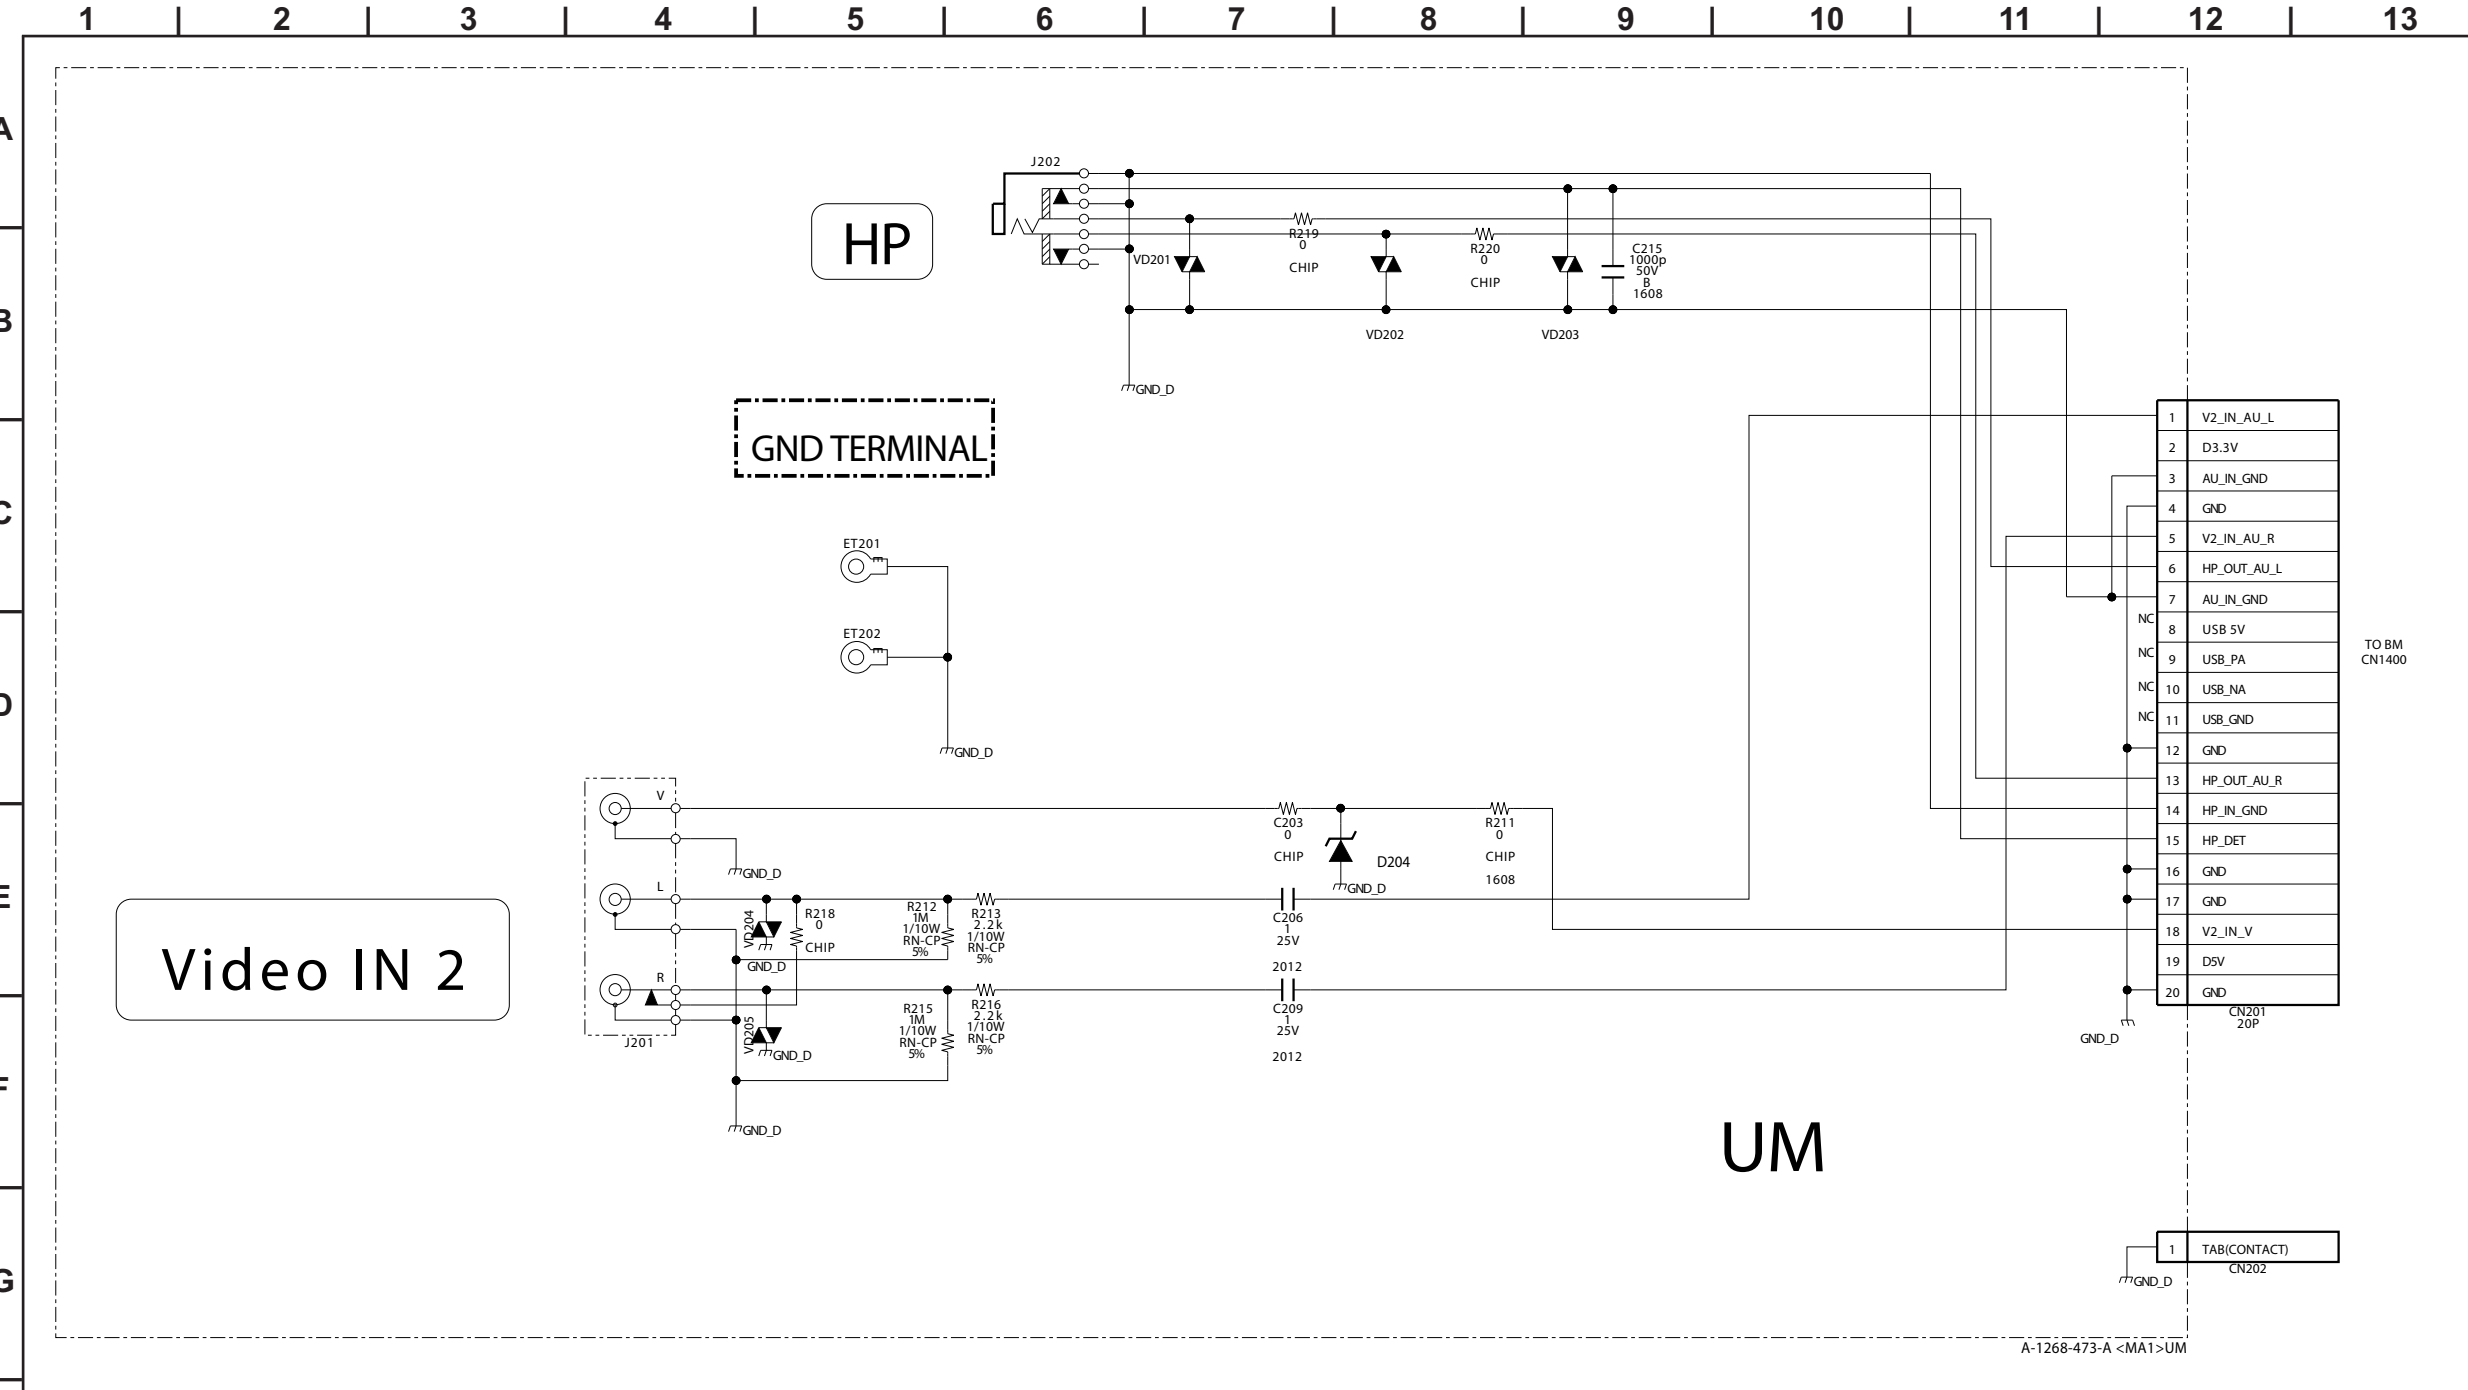 1 2 3 4 5 6 7 8 9 10 11 12 13
A
B
C
D
E
F
G
J202
HP
VD201
R219
0
CHIP
R220
0
CHIP
C215
1000p
50V
B
1608
VD202
VD203
GND_D
GND TERMINAL
ET201
ET202
GND_D
1 V2_IN_AU_L
2 D3.3V
3 AU_IN_GND
4 GND
5 V2_IN_AU_R
6 HP_OUT_AU_L
7 AU_IN_GND
NC 8 USB 5V
NC 9 USB_PA
NC 10 USB_NA
NC 11 USB_GND
12 GND
13 HP_OUT_AU_R
14 HP_IN_GND
15 HP_DET
16 GND
17 GND
18 V2_IN_V
19 D5V
20 GND
CN201
20P
GND_D
TO BM
CN1400
V
GND_D
C203
0
CHIP
D204
GND_D
R211
0
CHIP
1608
Video IN 2
L
VD204
GND_D
R218
0
CHIP
R212
1M
1/10W
RN-CP
5%
R213
2.2k
1/10W
RN-CP
5%
C206
1
25V
2012
R
J201
VD205
GND_D
R215
1M
1/10W
RN-CP
5%
R216
2.2k
1/10W
RN-CP
5%
C209
1
25V
2012
GND_D
UM
1 TAB(CONTACT)
CN202
GND_D
A-1268-473-A <MA1>UM